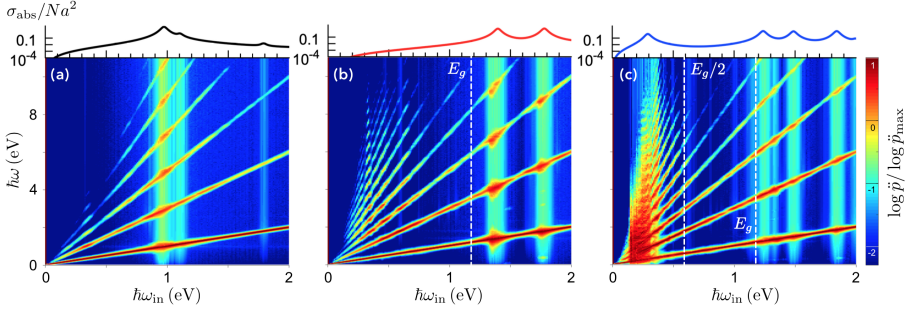 σabs/Na²
0.1
10⁻⁴
0.1
10⁻⁴
0.1
10⁻⁴
(a)
(b)
Eg
(c)
Eg/2
Eg
8
4
0
ħω (eV)
0
1
2
0
1
2
0
1
2
ħωin (eV)
ħωin (eV)
ħωin (eV)
1
0
-1
-2
log p̈ / log p̈max